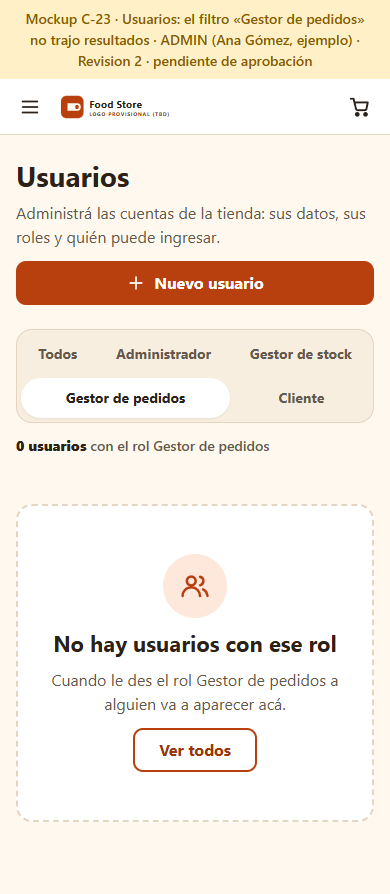 Mockup C-23 · Usuarios: el filtro «Gestor de pedidos»
no trajo resultados · ADMIN (Ana Gómez, ejemplo) ·
Revision 2 · pendiente de aprobación
Food Store
LOGO PROVISIONAL (TBD)
Usuarios
Administrá las cuentas de la tienda: sus datos, sus
roles y quién puede ingresar.
Nuevo usuario
Todos Administrador Gestor de stock
Gestor de pedidos Cliente
0 usuarios con el rol Gestor de pedidos
No hay usuarios con ese rol
Cuando le des el rol Gestor de pedidos a
alguien va a aparecer acá.
Ver todos